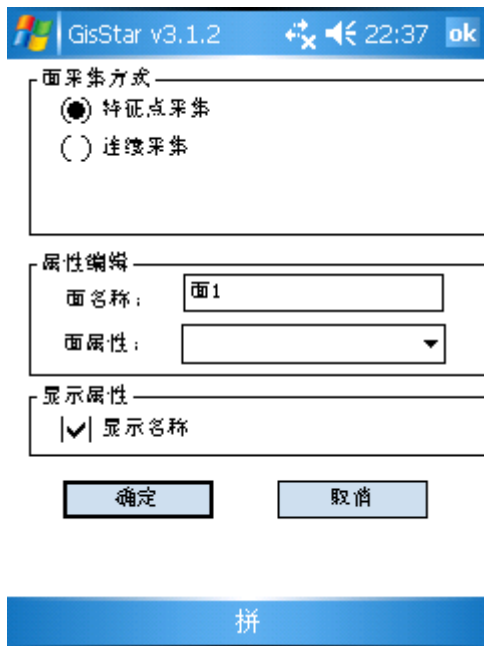 GisStar v3.1.2 22:37 ok
面采集方式
特征点采集
连续采集
属性编辑
面名称： 面1
面属性：
显示属性
显示名称
确定 取消
拼